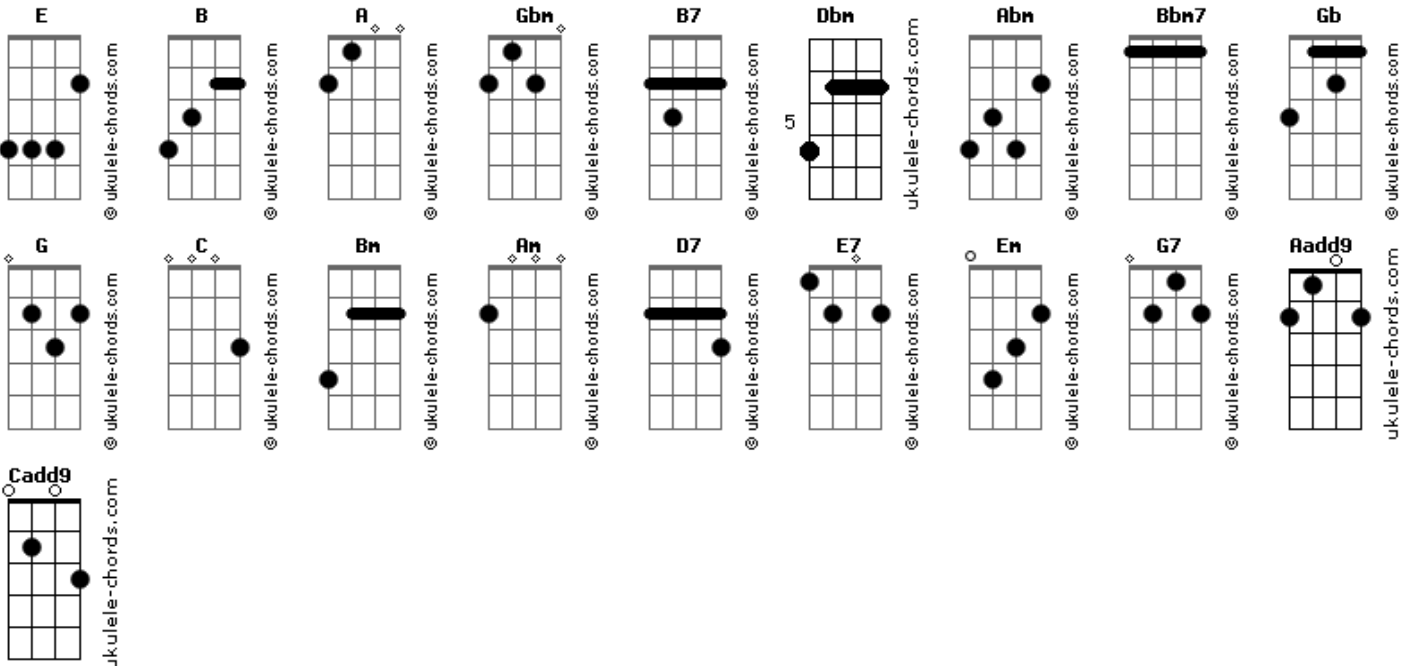 E B A Gbm B7 Dbm Abm Bbm7 Gb
© ukulele-chords.com © ukulele-chords.com © ukulele-chords.com © ukulele-chords.com © ukulele-chords.com 5 ukulele-chords.com © ukulele-chords.com © ukulele-chords.com © ukulele-chords.com
G C Bm Am D7 E7 Em G7 Aadd9
© ukulele-chords.com © ukulele-chords.com © ukulele-chords.com © ukulele-chords.com © ukulele-chords.com © ukulele-chords.com © ukulele-chords.com © ukulele-chords.com ukulele-chords.com
Cadd9
ukulele-chords.com